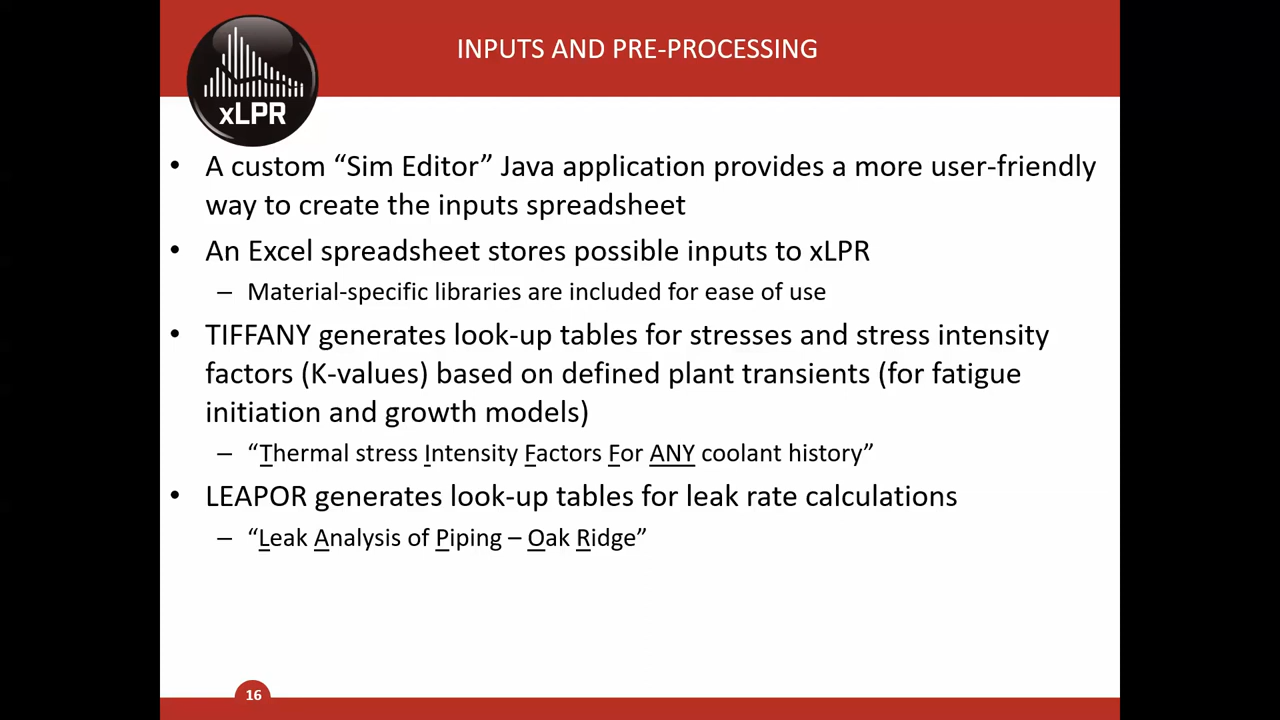 INPUTS AND PRE-PROCESSING
xLPR
• A custom “Sim Editor” Java application provides a more user-friendly
way to create the inputs spreadsheet
• An Excel spreadsheet stores possible inputs to xLPR
– Material-specific libraries are included for ease of use
• TIFFANY generates look-up tables for stresses and stress intensity
factors (K-values) based on defined plant transients (for fatigue
initiation and growth models)
– “Thermal stress Intensity Factors For ANY coolant history”
• LEAPOR generates look-up tables for leak rate calculations
– “Leak Analysis of Piping – Oak Ridge”
16